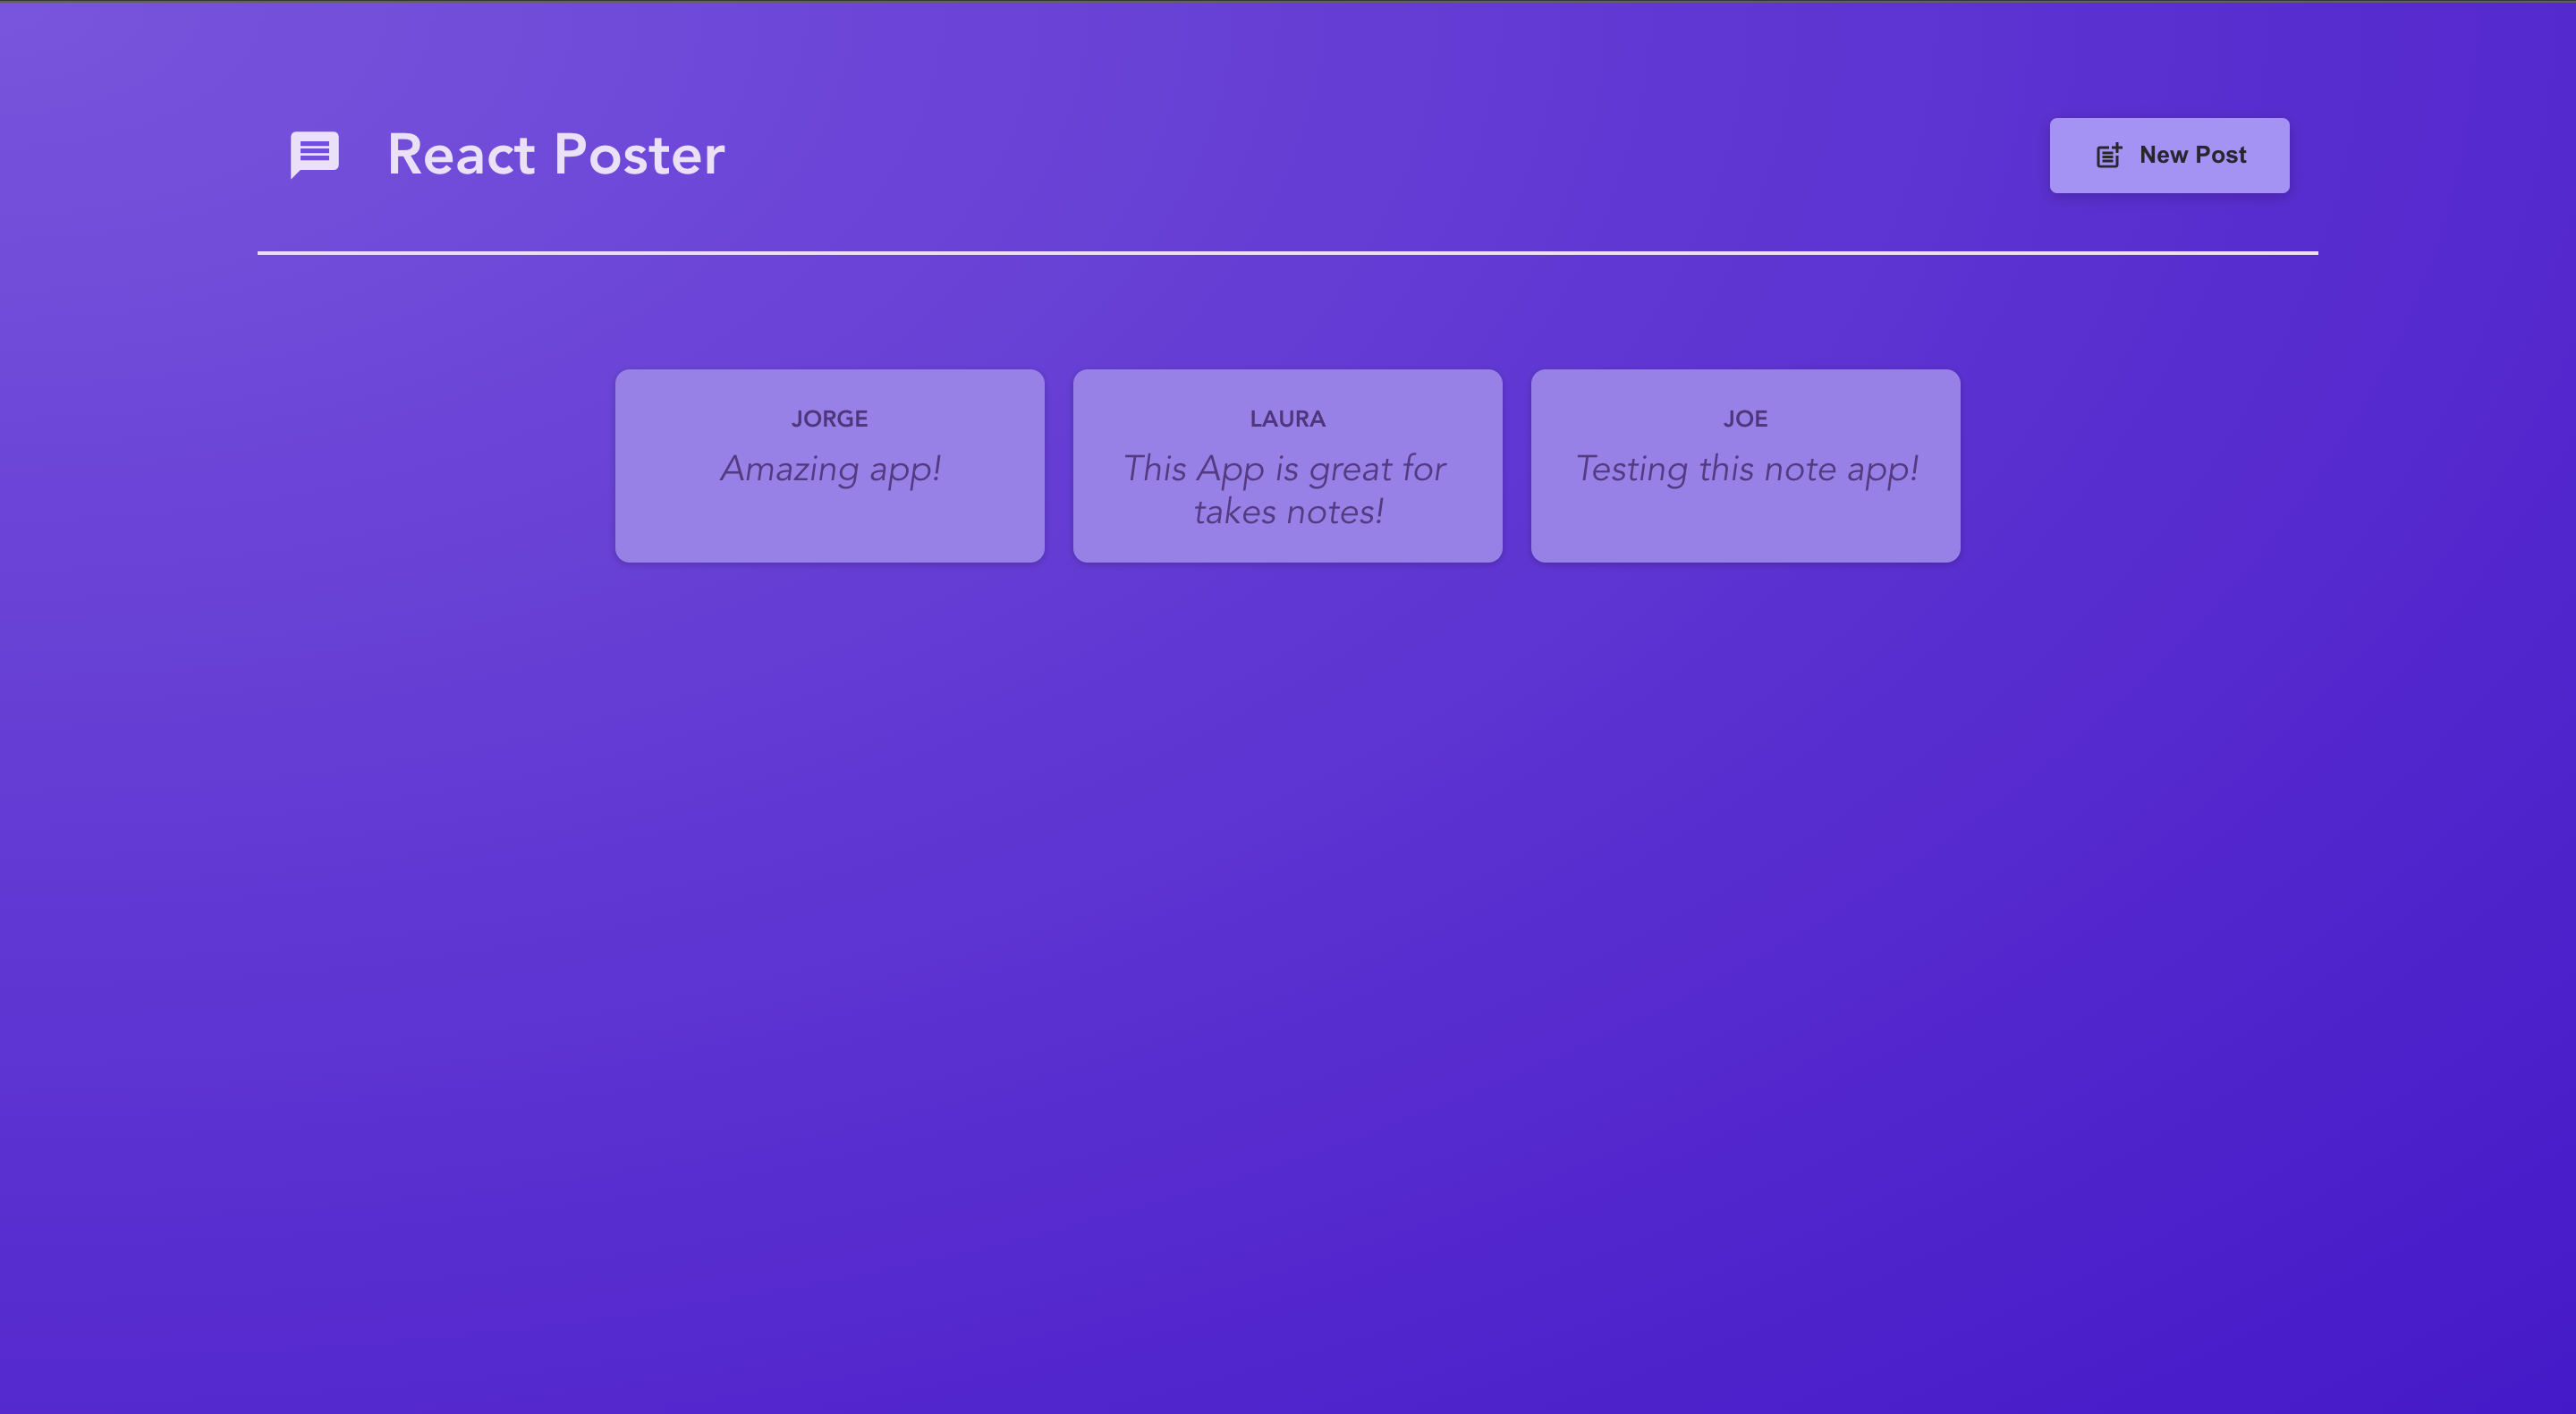 React Poster
New Post
JORGE
Amazing app!
LAURA
This App is great for
takes notes!
JOE
Testing this note app!